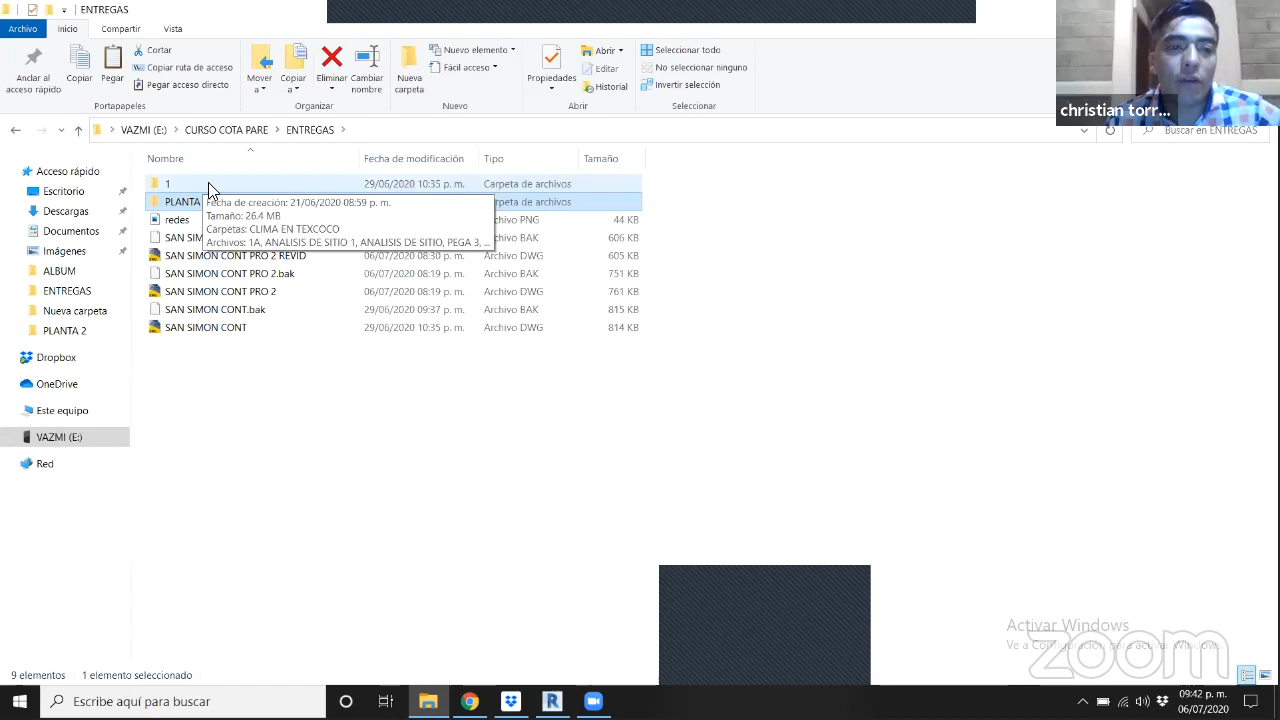 ENTREGAS
Archivo Inicio Compartir Vista
Anclar al acceso rápido
Copiar
Pegar
Cortar
Copiar ruta de acceso
Pegar acceso directo
Portapapeles
Mover a
Copiar a
Eliminar
Cambiar nombre
Organizar
Nueva carpeta
Nuevo elemento
Fácil acceso
Nuevo
Propiedades
Abrir
Editar
Historial
Abrir
Seleccionar todo
No seleccionar ninguno
Invertir selección
Seleccionar
christian torr...
VAZMI (E:) > CURSO COTA PARE > ENTREGAS >
Buscar en ENTREGAS
Acceso rápido
Escritorio
Descargas
Documentos
Imágenes
ALBUM
ENTREGAS
Nueva carpeta
PLANTA 2
Dropbox
OneDrive
Este equipo
VAZMI (E:)
Red
Nombre Fecha de modificación Tipo Tamaño
1 29/06/2020 10:35 p. m. Carpeta de archivos
PLANTA rpeta de archivos
Fecha de creación: 21/06/2020 08:59 p. m.
Tamaño: 26.4 MB
Carpetas: CLIMA EN TEXCOCO
Archivos: 1A, ANALISIS DE SITIO 1, ANALISIS DE SITIO, PEGA 3, ...
redes chivo PNG 44 KB
SAN SI chivo BAK 606 KB
SAN SIMON CONT PRO 2 REVID 06/07/2020 08:30 p. m. Archivo DWG 605 KB
SAN SIMON CONT PRO 2.bak 06/07/2020 08:19 p. m. Archivo BAK 751 KB
SAN SIMON CONT PRO 2 06/07/2020 08:19 p. m. Archivo DWG 761 KB
SAN SIMON CONT.bak 29/06/2020 09:37 p. m. Archivo BAK 815 KB
SAN SIMON CONT 29/06/2020 10:35 p. m. Archivo DWG 814 KB
Activar Windows
Ve a Configuración para activar Window...
zoom
9 elementos 1 elemento seleccionado
Escribe aquí para buscar
09:42 p. m.
06/07/2020